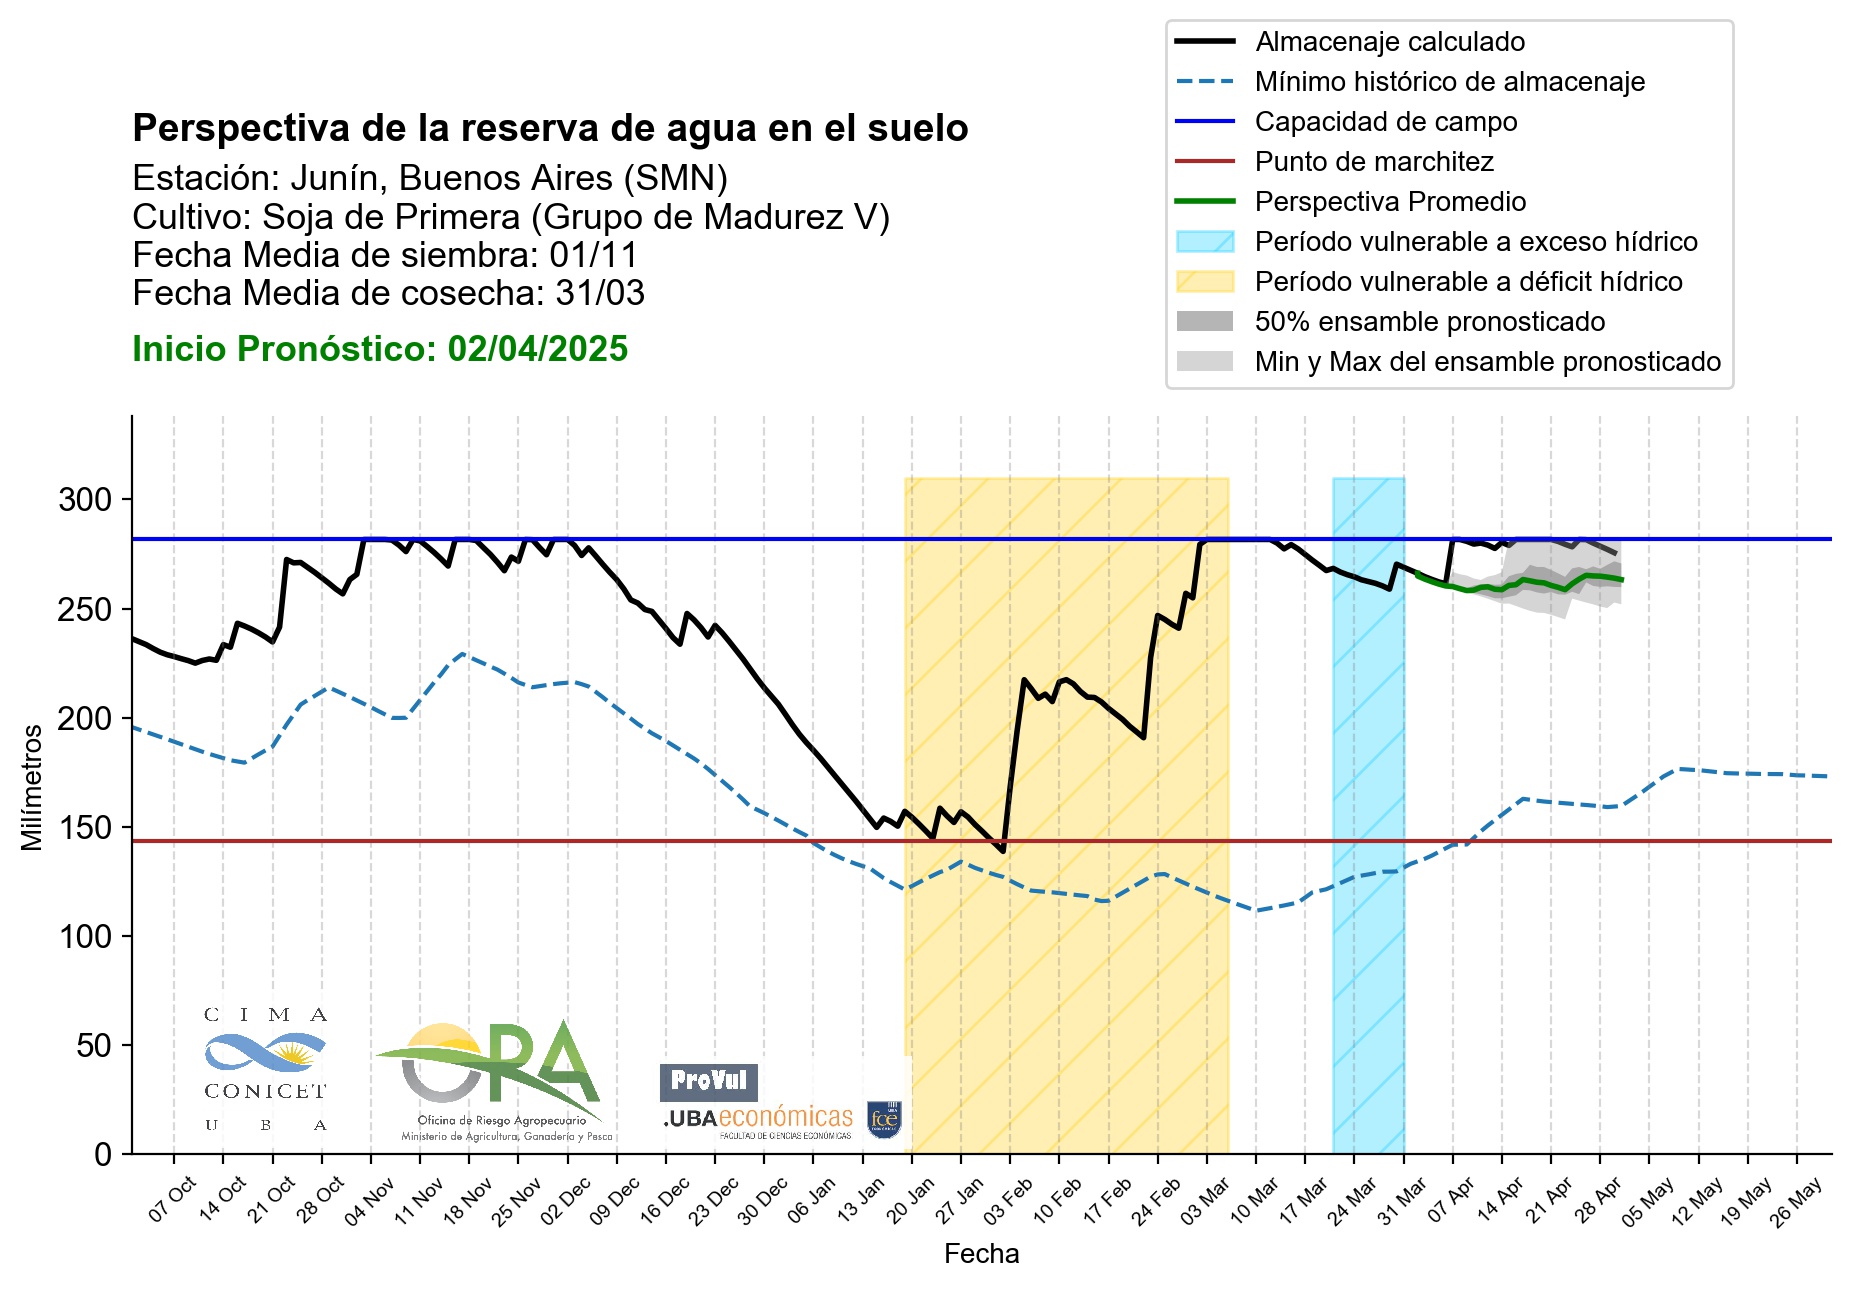 Almacenaje calculado
Mínimo histórico de almacenaje
Capacidad de campo
Punto de marchitez
Perspectiva Promedio
Período vulnerable a exceso hídrico
Período vulnerable a déficit hídrico
50% ensamble pronosticado
Min y Max del ensamble pronosticado
Perspectiva de la reserva de agua en el suelo
Estación: Junín, Buenos Aires (SMN)
Cultivo: Soja de Primera (Grupo de Madurez V)
Fecha Media de siembra: 01/11
Fecha Media de cosecha: 31/03
Inicio Pronóstico: 02/04/2025
Milímetros
300
250
200
150
100
50
0
CIMA
CONICET
UBA
ORA
Oficina de Riesgo Agropecuario
Ministerio de Agricultura, Ganadería y Pesca
ProVul
.UBAeconómicas
FACULTAD DE CIENCIAS ECONÓMICAS
fce
07 Oct
14 Oct
21 Oct
28 Oct
04 Nov
11 Nov
18 Nov
25 Nov
02 Dec
09 Dec
16 Dec
23 Dec
30 Dec
06 Jan
13 Jan
20 Jan
27 Jan
03 Feb
10 Feb
17 Feb
24 Feb
03 Mar
10 Mar
17 Mar
24 Mar
31 Mar
07 Apr
14 Apr
21 Apr
28 Apr
05 May
12 May
19 May
26 May
Fecha